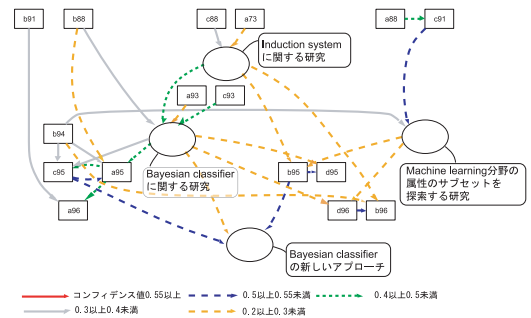 b91
b88
c88
a73
a88
c91
Induction system
に関する研究
a93
c93
b94
c95
a95
Bayesian classifier
に関する研究
b95
d95
Machine learning分野の
属性のサブセットを
探索する研究
a96
d96
b96
Bayesian classifier
の新しいアプローチ
コンフィデンス値0.55以上
0.5以上0.55未満
0.4以上0.5未満
0.3以上0.4未満
0.2以上0.3未満